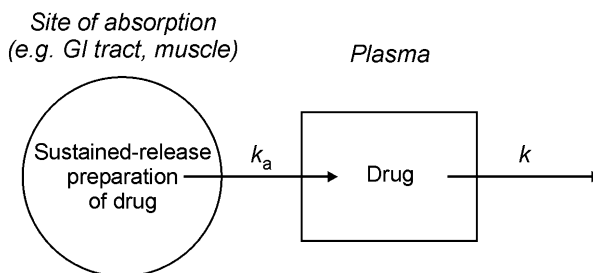 Site of absorption
(e.g. GI tract, muscle)
Plasma
Sustained-release
preparation
of drug
ka
Drug
k